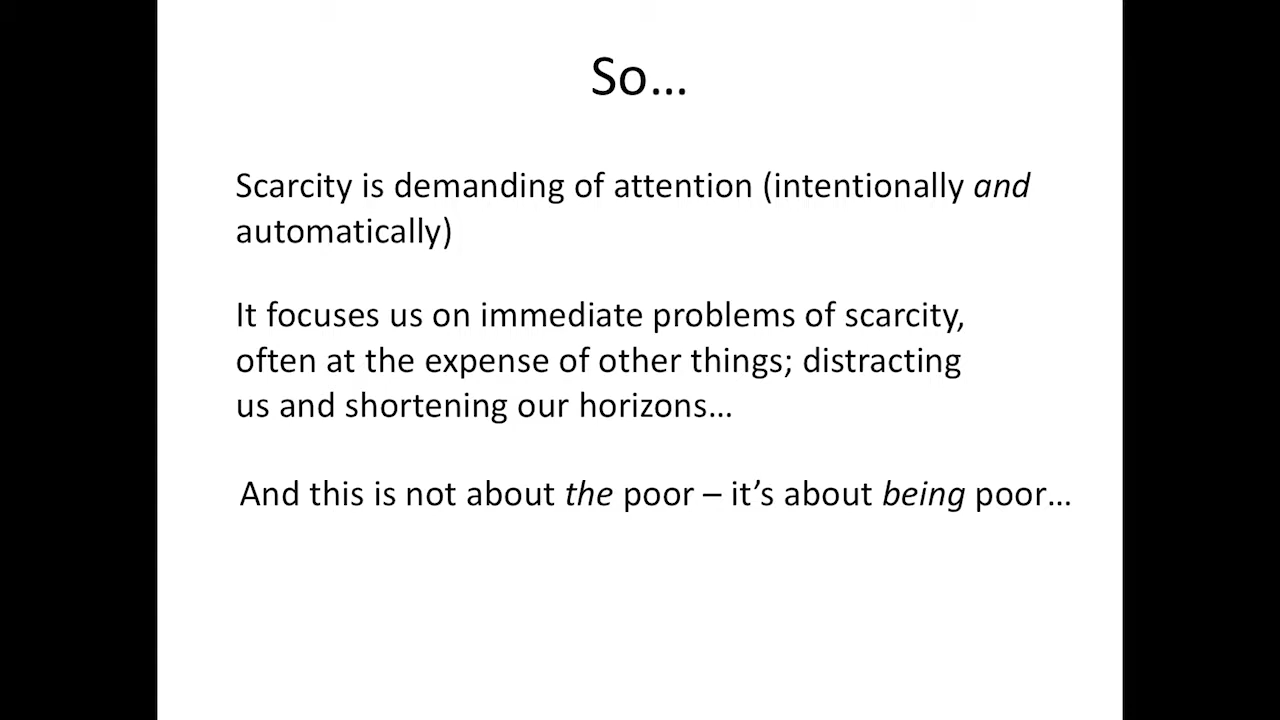 So…
Scarcity is demanding of attention (intentionally and
automatically)
It focuses us on immediate problems of scarcity,
often at the expense of other things; distracting
us and shortening our horizons…
And this is not about the poor – it’s about being poor…